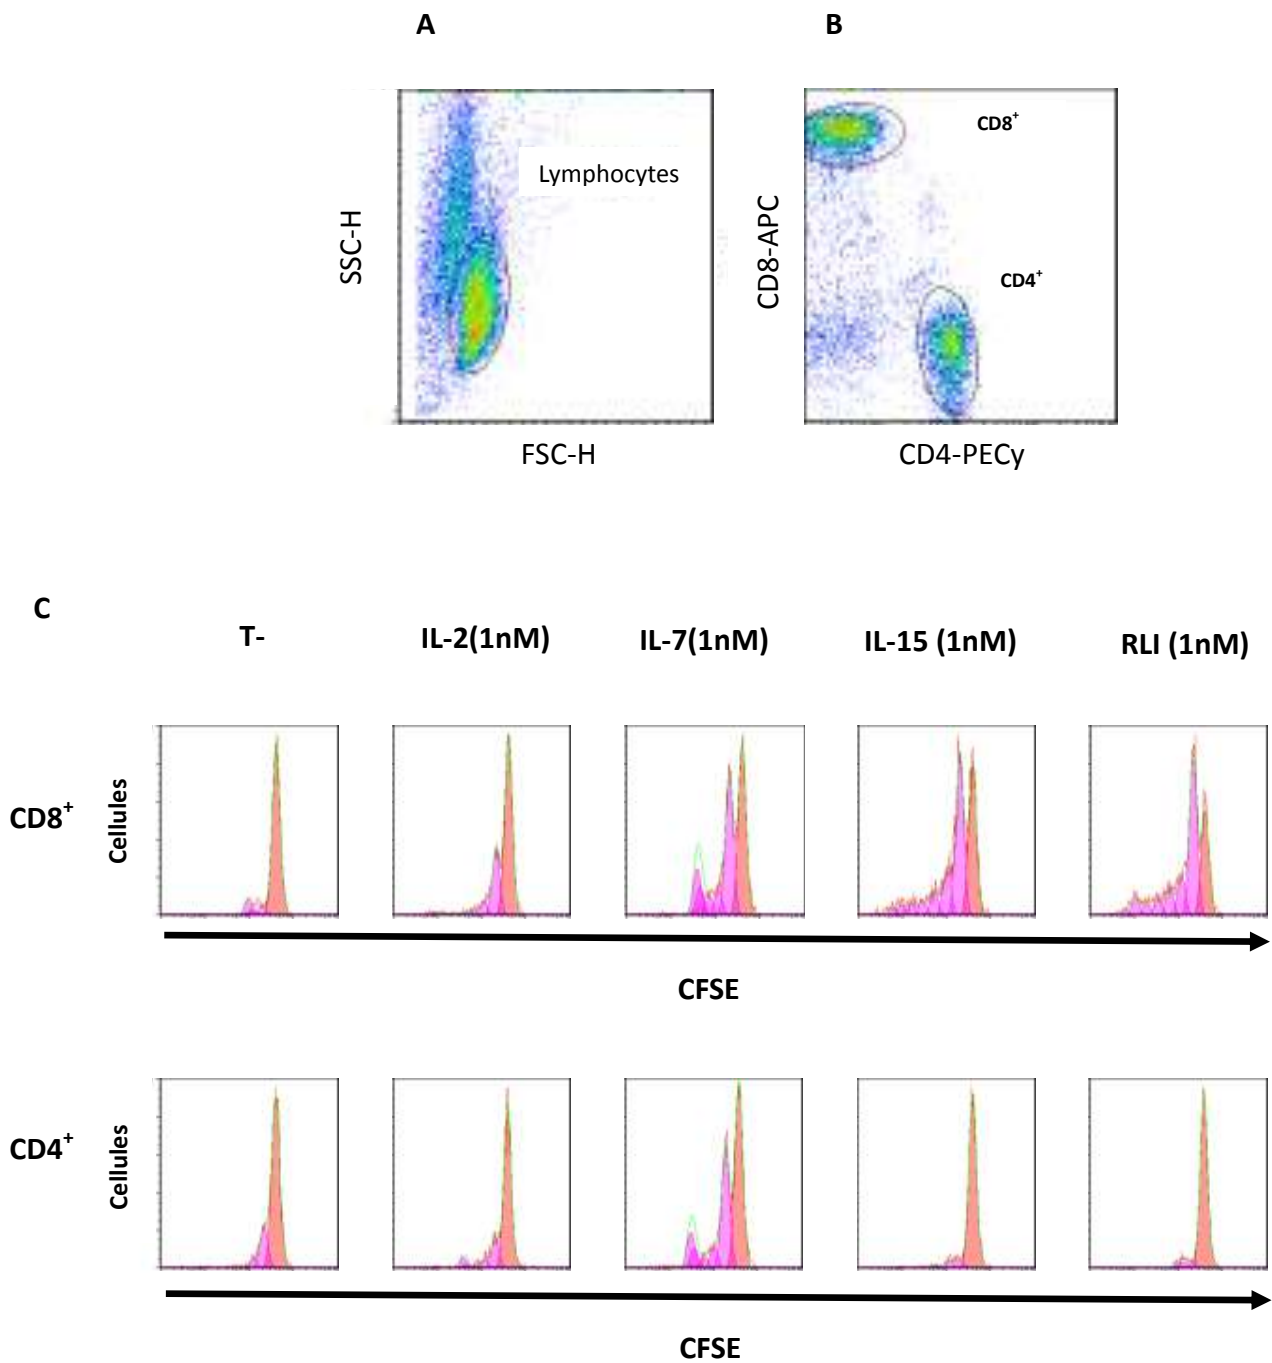 A
B
SSC-H
Lymphocytes
FSC-H
CD8-APC
CD8+
CD4+
CD4-PECy
C
T-
IL-2(1nM)
IL-7(1nM)
IL-15 (1nM)
RLI (1nM)
CD8+
Cellules
CFSE
CD4+
Cellules
CFSE